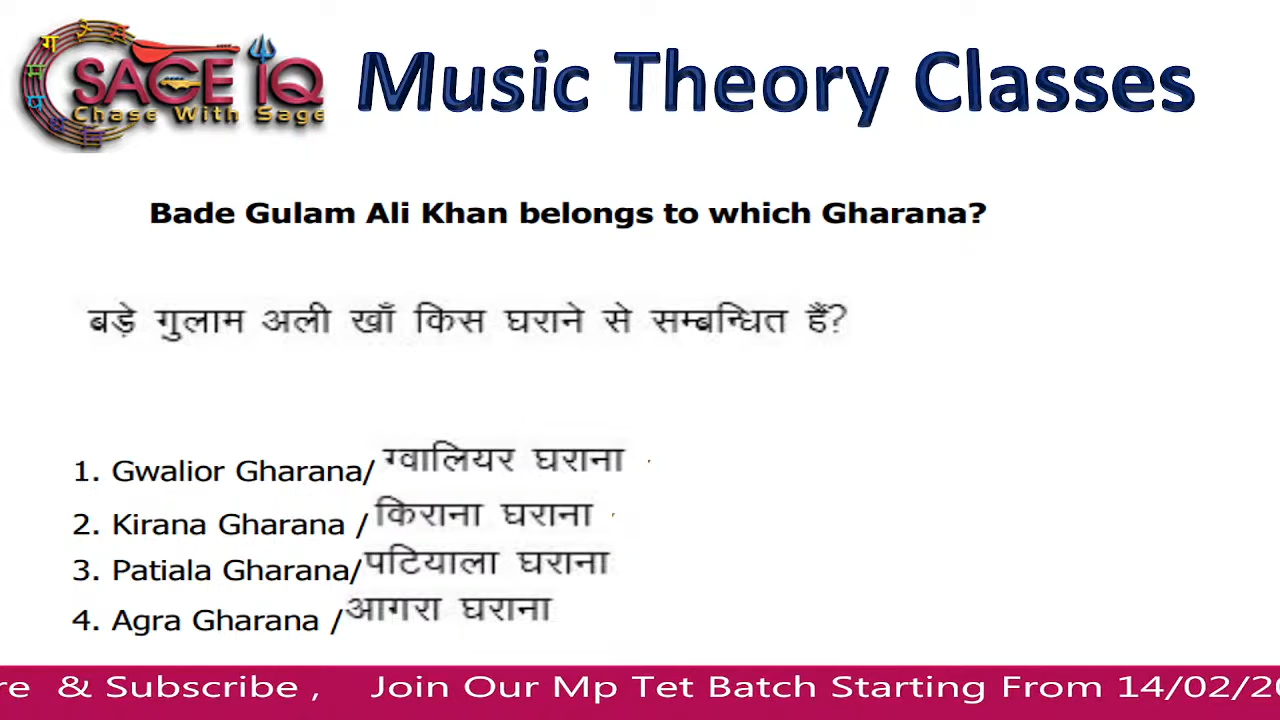 SAGE IQ
Chase With Sage
Music Theory Classes
Bade Gulam Ali Khan belongs to which Gharana?
बड़े गुलाम अली खाँ किस घराने से सम्बन्धित हैं?
1. Gwalior Gharana/ ग्वालियर घराना
2. Kirana Gharana / किराना घराना
3. Patiala Gharana/ पटियाला घराना
4. Agra Gharana / आगरा घराना
re & Subscribe , Join Our Mp Tet Batch Starting From 14/02/20